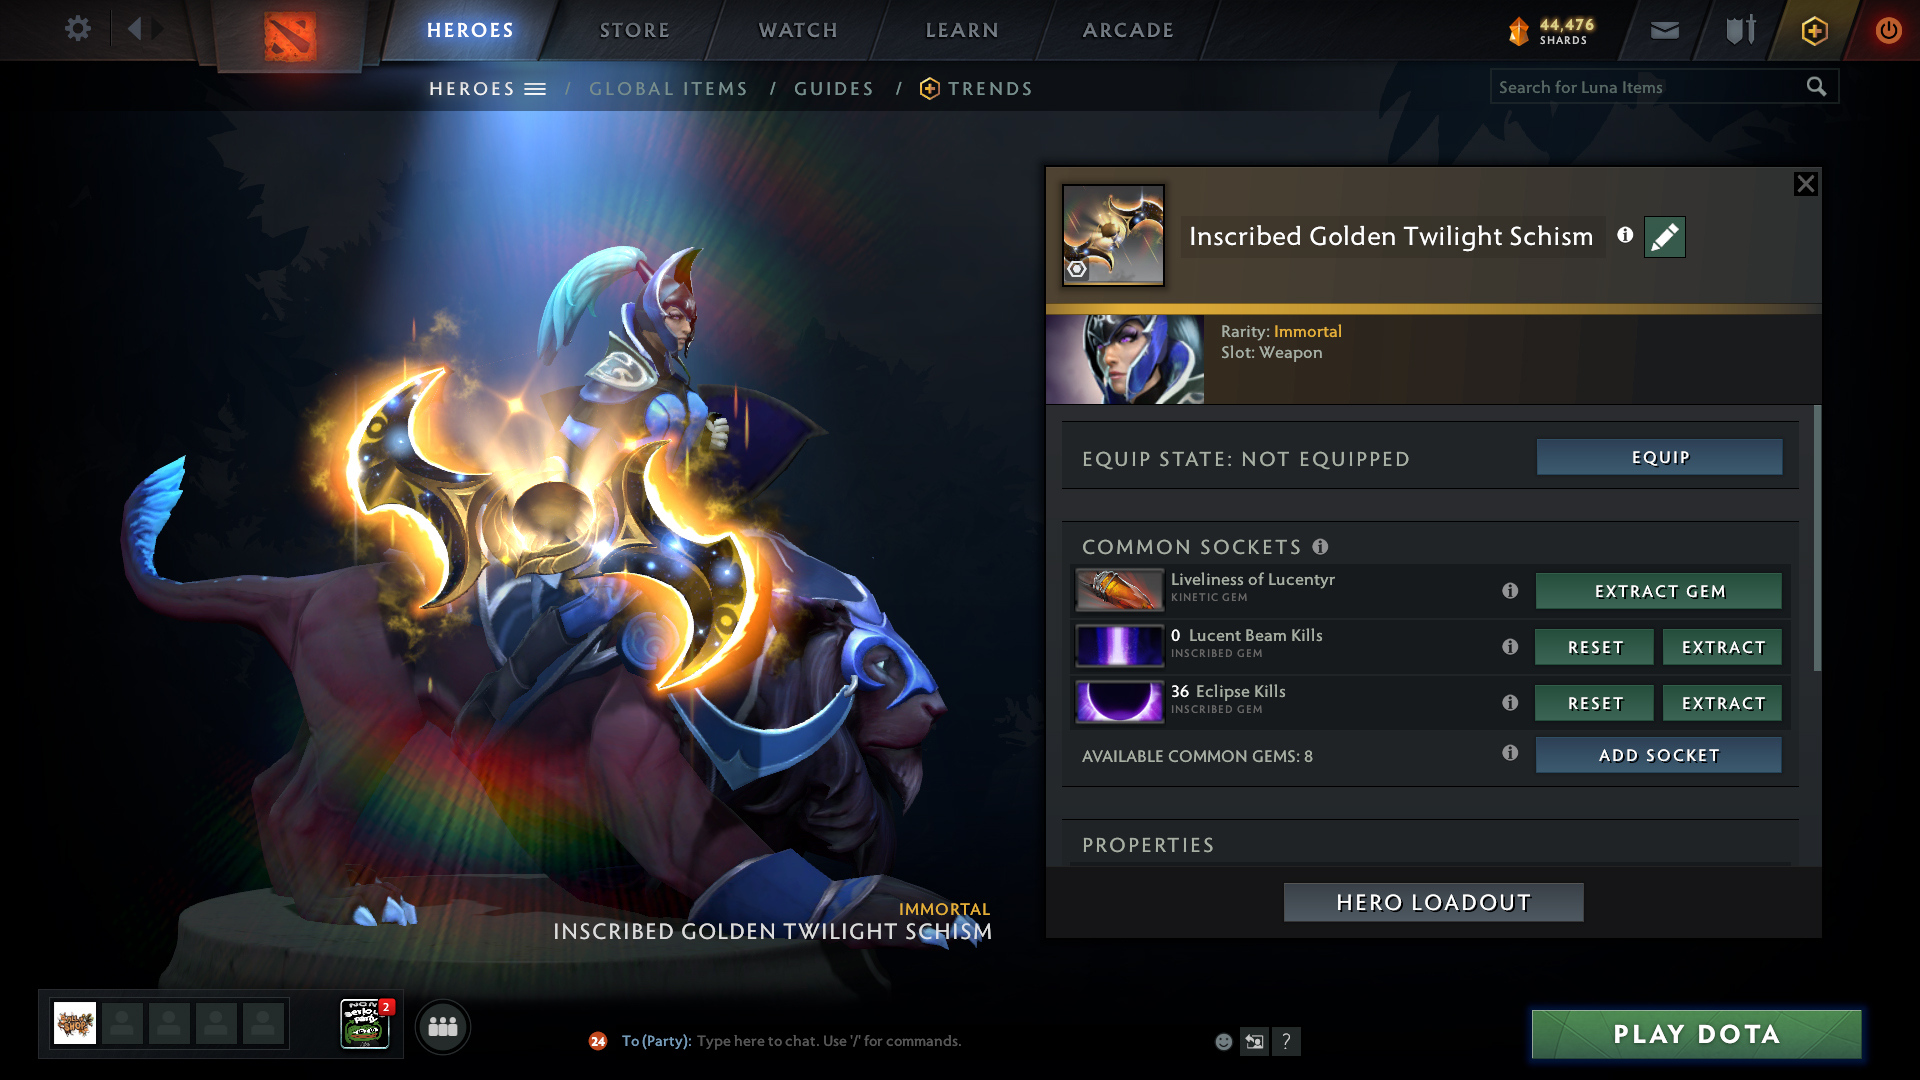 HEROES
STORE
WATCH
LEARN
ARCADE
44,476
SHARDS
HEROES / GLOBAL ITEMS / GUIDES / TRENDS
Search for Luna Items
Inscribed Golden Twilight Schism
Rarity: Immortal
Slot: Weapon
EQUIP STATE: NOT EQUIPPED
EQUIP
COMMON SOCKETS
Liveliness of Lucentyr
KINETIC GEM
EXTRACT GEM
0 Lucent Beam Kills
INSCRIBED GEM
RESET
EXTRACT
36 Eclipse Kills
INSCRIBED GEM
RESET
EXTRACT
AVAILABLE COMMON GEMS: 8
ADD SOCKET
PROPERTIES
HERO LOADOUT
IMMORTAL
INSCRIBED GOLDEN TWILIGHT SCHISM
2
24
To (Party): Type here to chat. Use '/' for commands.
?
PLAY DOTA